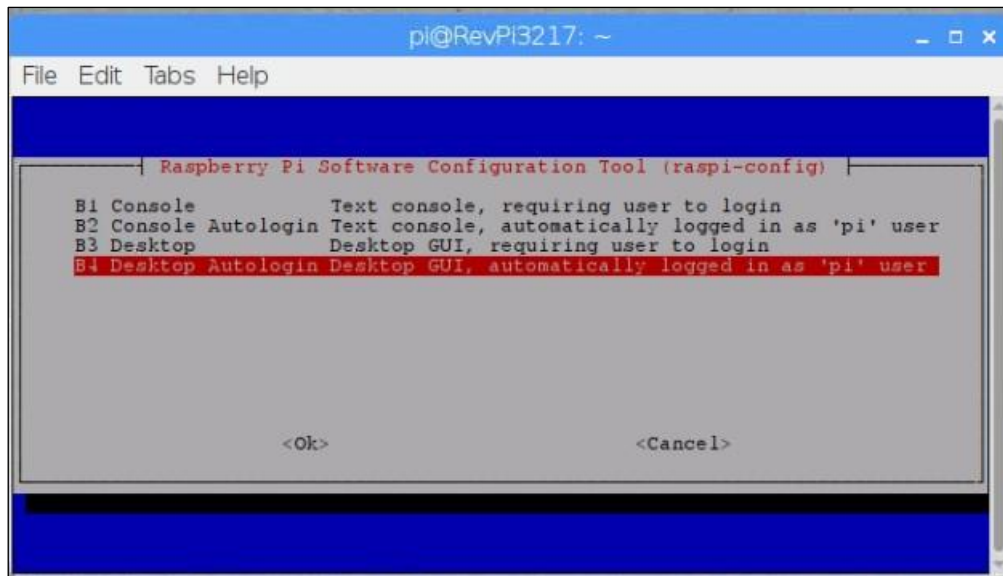 pi@RevPi3217: ~
File Edit Tabs Help
Raspberry Pi Software Configuration Tool (raspi-config)
B1 Console Text console, requiring user to login
B2 Console Autologin Text console, automatically logged in as 'pi' user
B3 Desktop Desktop GUI, requiring user to login
B4 Desktop Autologin Desktop GUI, automatically logged in as 'pi' user
<Ok> <Cancel>